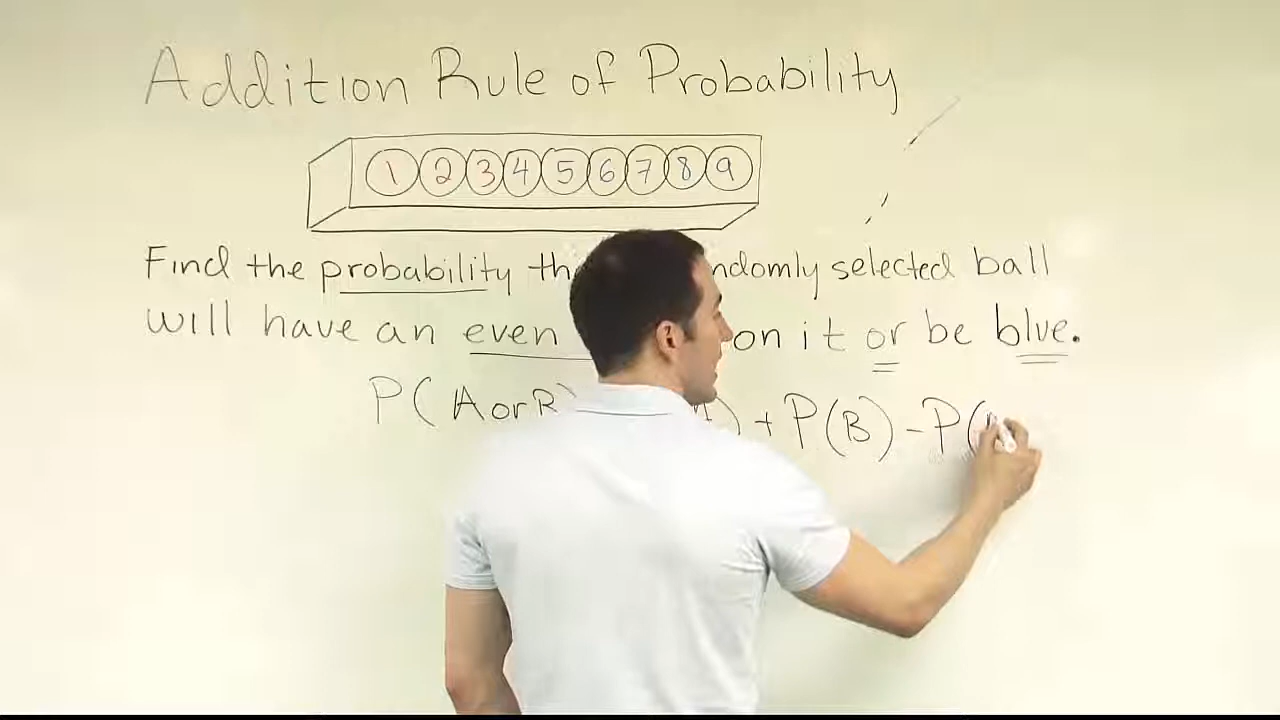 Addition Rule of Probability
1 2 3 4 5 6 7 8 9
Find the probability th ndomly selected ball
will have an even on it or be blue.
P( A or B) ) + P(B) - P(